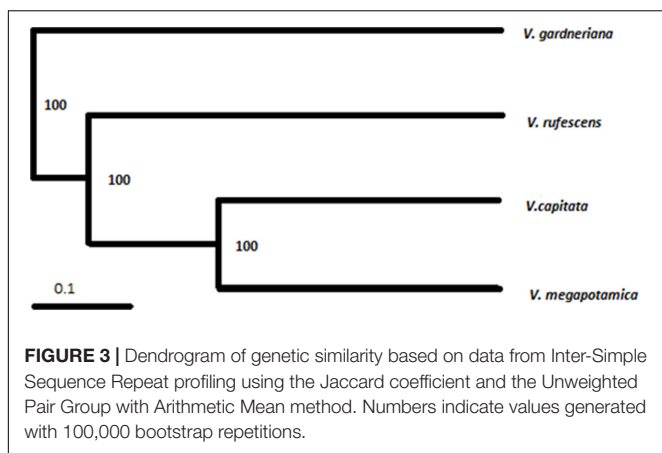 V. gardneriana
100
V. rufescens
100
V.capitata
100
0.1
V. megapotamica
FIGURE 3 | Dendrogram of genetic similarity based on data from Inter-Simple
Sequence Repeat profiling using the Jaccard coefficient and the Unweighted
Pair Group with Arithmetic Mean method. Numbers indicate values generated
with 100,000 bootstrap repetitions.